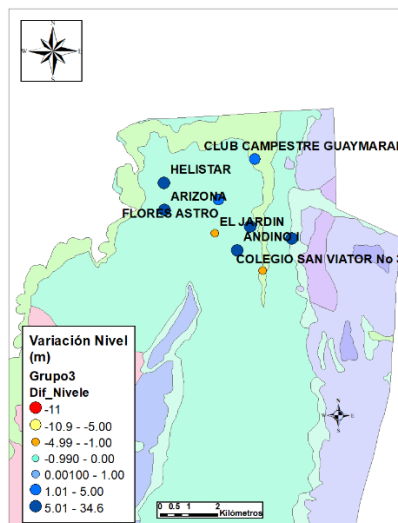 N
W E
S
CLUB CAMPESTRE GUAYMARAL
HELISTAR
ARIZONA
FLORES ASTRO
EL JARDIN
ANDINO I
COLEGIO SAN VIATOR No 3
Variación Nivel
(m)
Grupo3
Dif_Nivele
-11
-10.9 - -5.00
-4.99 - -1.00
-0.990 - 0.00
0.00100 - 1.00
1.01 - 5.00
5.01 - 34.6
N
W E
S
0 0.5 1 2
Kilómetros